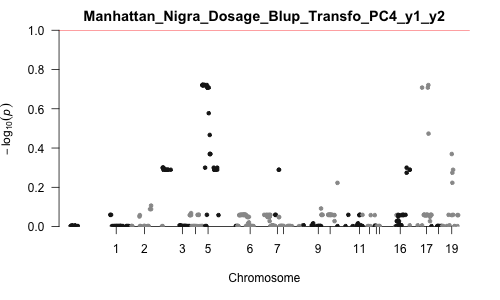 Manhattan_Nigra_Dosage_Blup_Transfo_PC4_y1_y2
1.0
0.8
0.6
0.4
0.2
0.0
− log10(p)
1 2 3 5 6 7 9 11 16 17 19
Chromosome